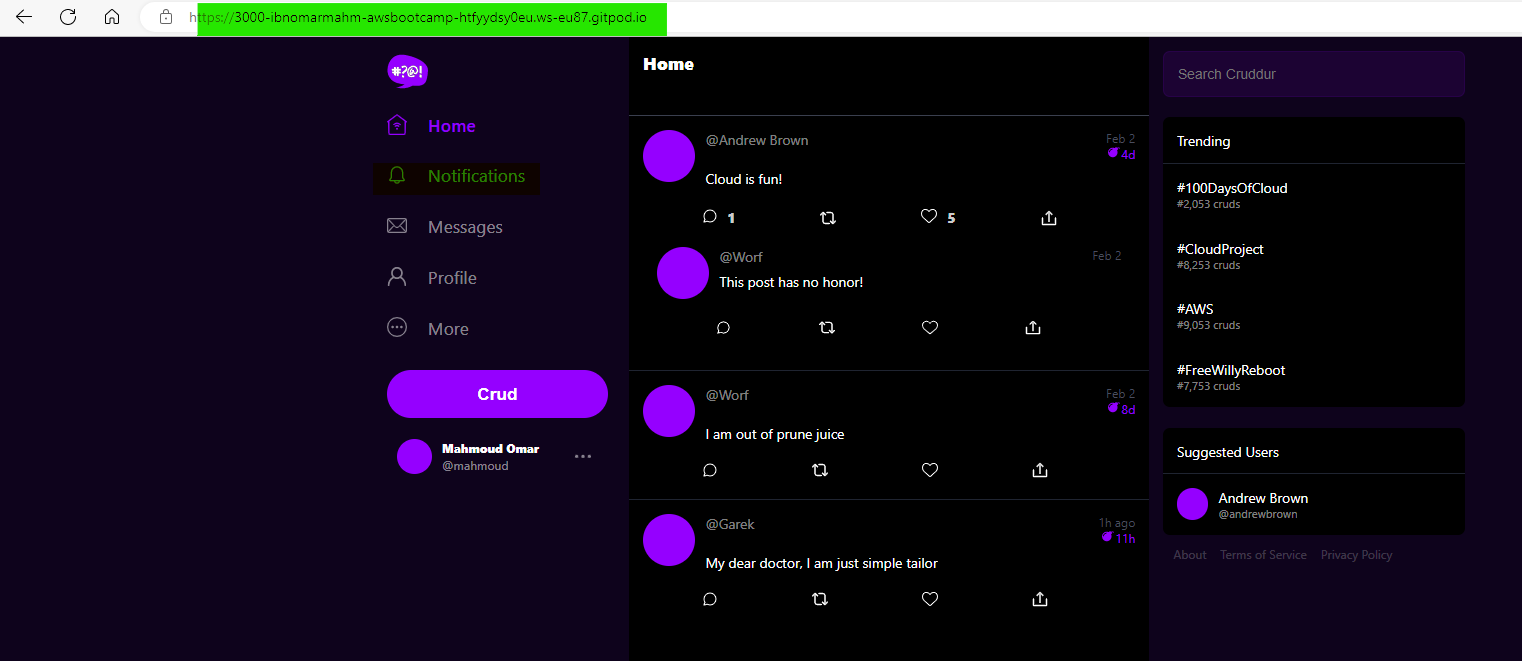 https://3000-ibnomarmahm-awsbootcamp-htfyydsy0eu.ws-eu87.gitpod.io
#?@!
Home
Notifications
Messages
Profile
More
Crud
Mahmoud Omar
@mahmoud
Home
@Andrew Brown
Feb 2
4d
Cloud is fun!
1
5
@Worf
Feb 2
This post has no honor!
@Worf
Feb 2
8d
I am out of prune juice
@Garek
1h ago
11h
My dear doctor, I am just simple tailor
Search Cruddur
Trending
#100DaysOfCloud
#2,053 cruds
#CloudProject
#8,253 cruds
#AWS
#9,053 cruds
#FreeWillyReboot
#7,753 cruds
Suggested Users
Andrew Brown
@andrewbrown
About Terms of Service Privacy Policy